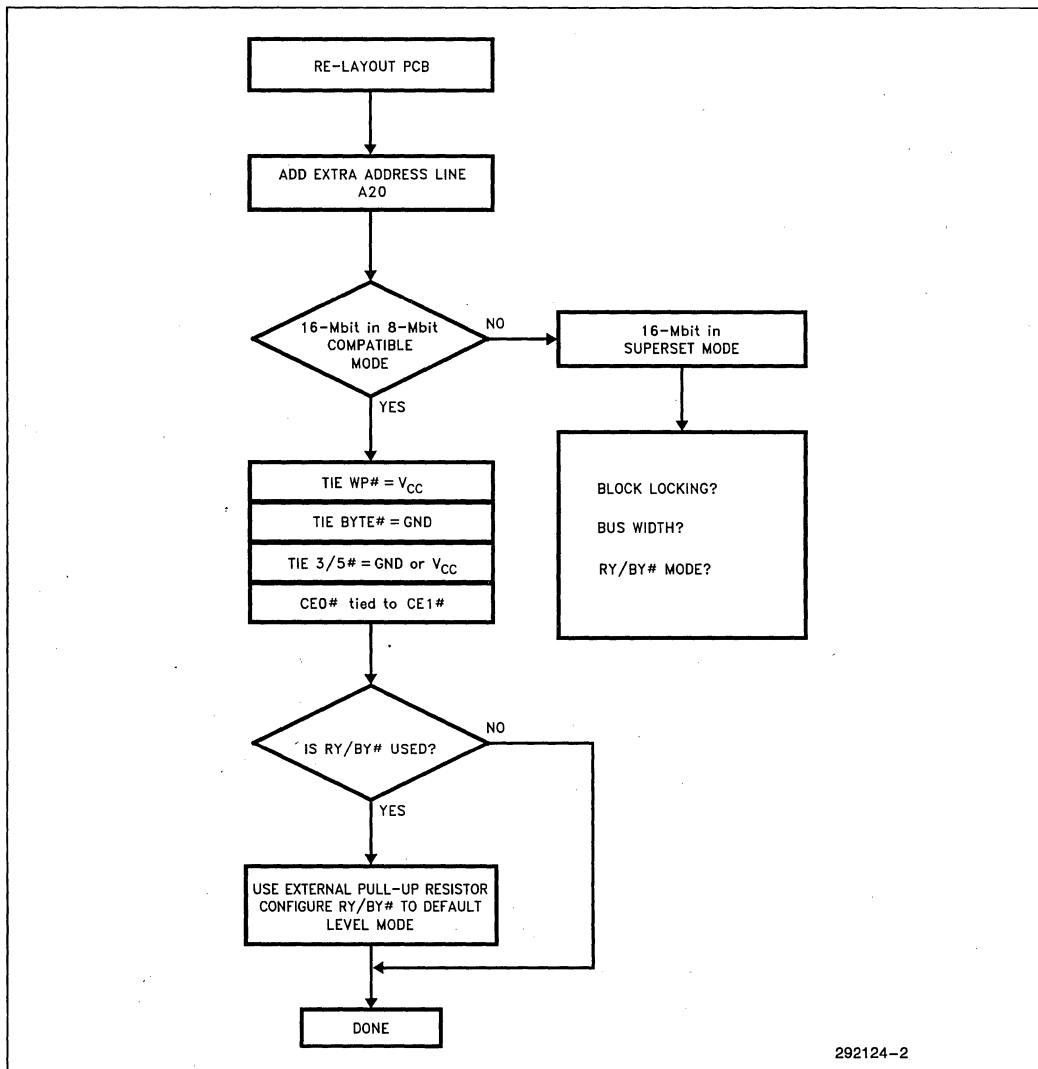 RE-LAYOUT PCB
ADD EXTRA ADDRESS LINE
A20
16-Mbit in 8-Mbit
COMPATIBLE
MODE
NO
16-Mbit in
SUPERSET MODE
YES
BLOCK LOCKING?
BUS WIDTH?
RY/BY# MODE?
TIE WP# = VCC
TIE BYTE# = GND
TIE 3/5# = GND or VCC
CE0# tied to CE1#
IS RY/BY# USED?
NO
YES
USE EXTERNAL PULL-UP RESISTOR
CONFIGURE RY/BY# TO DEFAULT
LEVEL MODE
DONE
292124-2